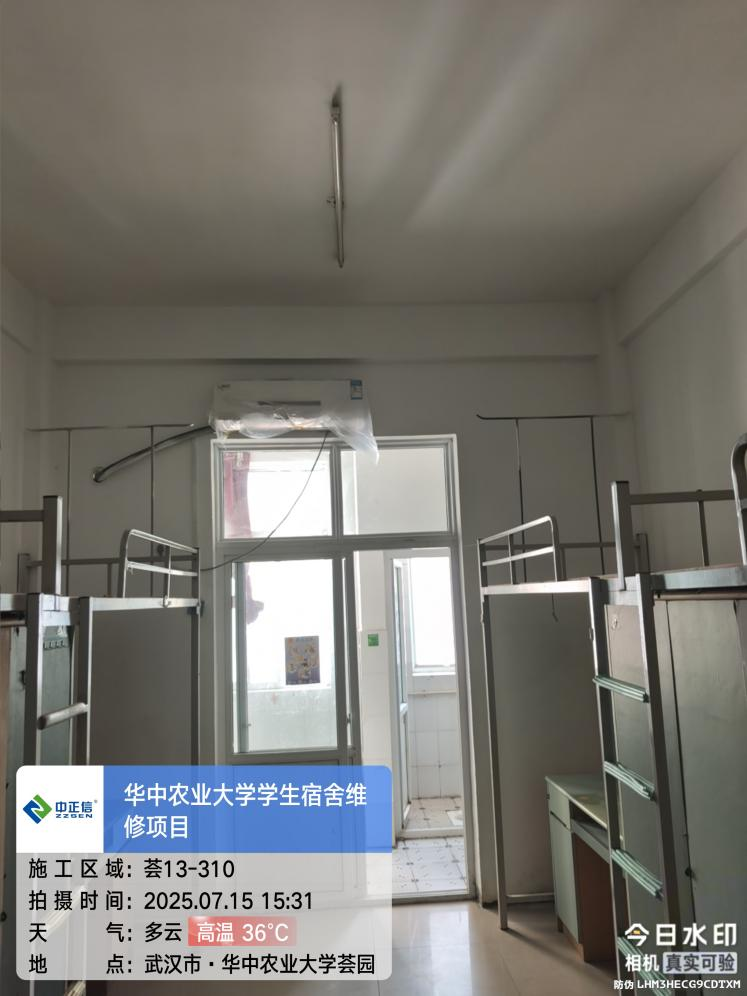 中正信
ZZSEN
华中农业大学学生宿舍维
修项目
施工区域：荟13-310
拍摄时间：2025.07.15 15:31
天气：多云 高温 36°C
地点：武汉市·华中农业大学荟园
今日水印
相机 真实可验
防伪 LHM3HECG9CDTXM